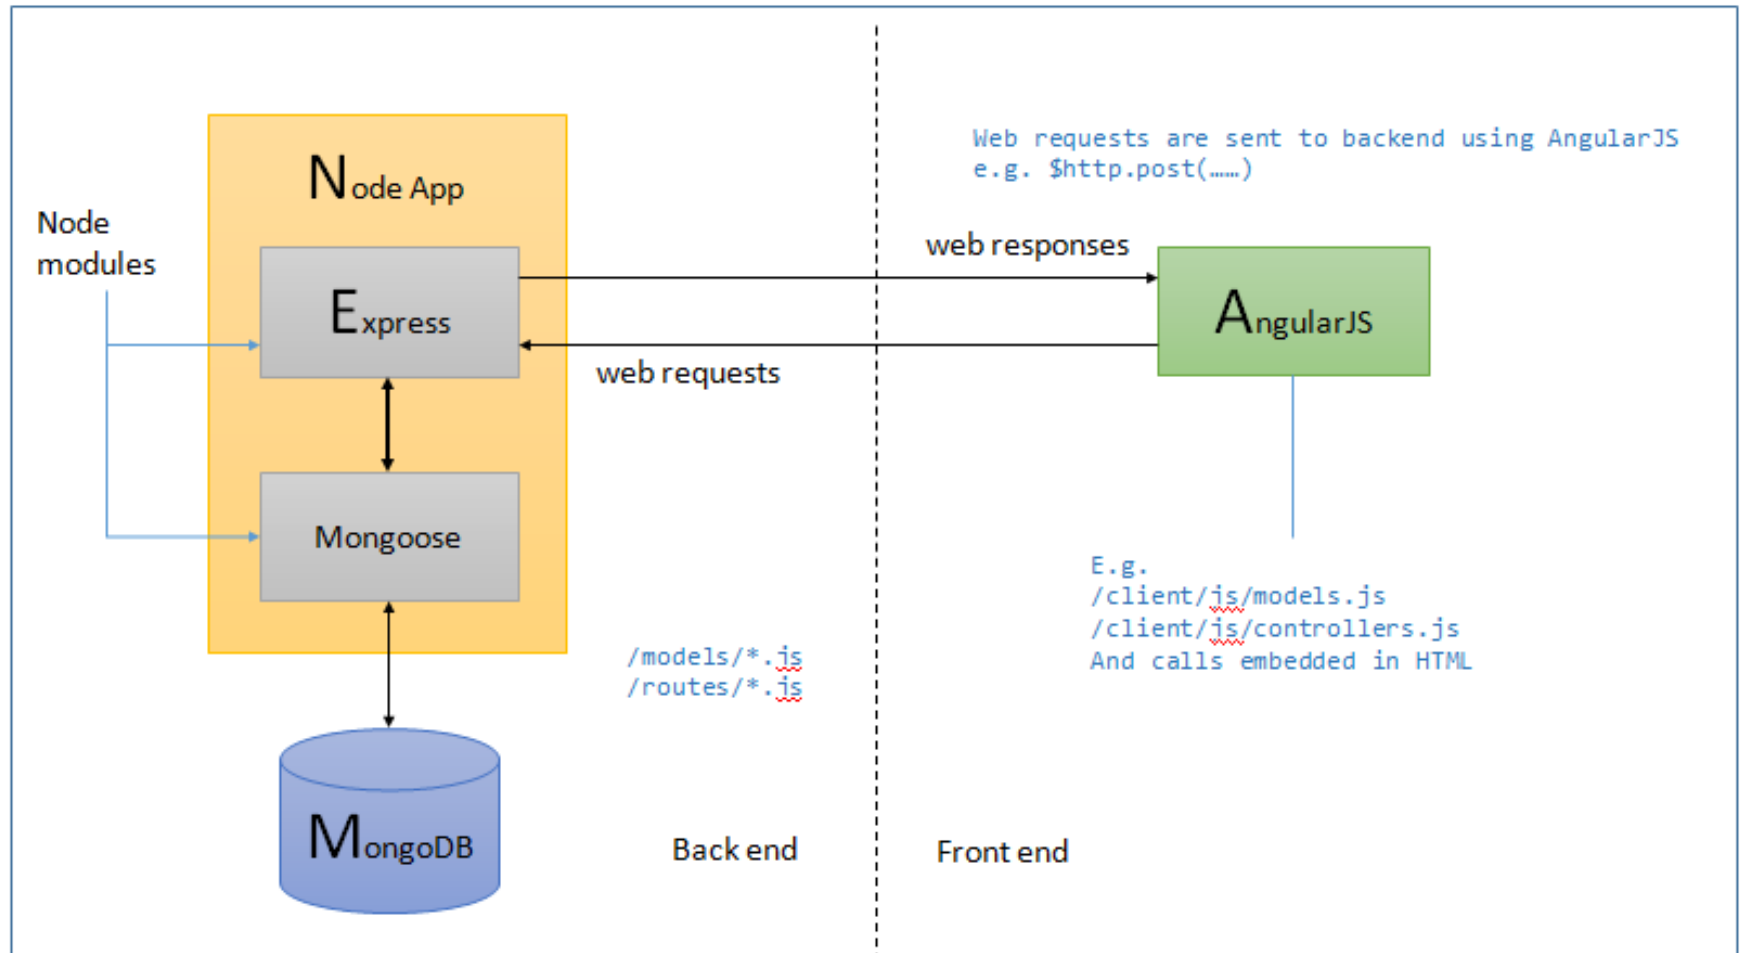 Node App
Node
modules
Express
Mongoose
MongoDB
web responses
web requests
/models/*.js
/routes/*.js
Back end
Web requests are sent to backend using AngularJS
e.g. $http.post(……)
AngularJS
E.g.
/client/js/models.js
/client/js/controllers.js
And calls embedded in HTML
Front end